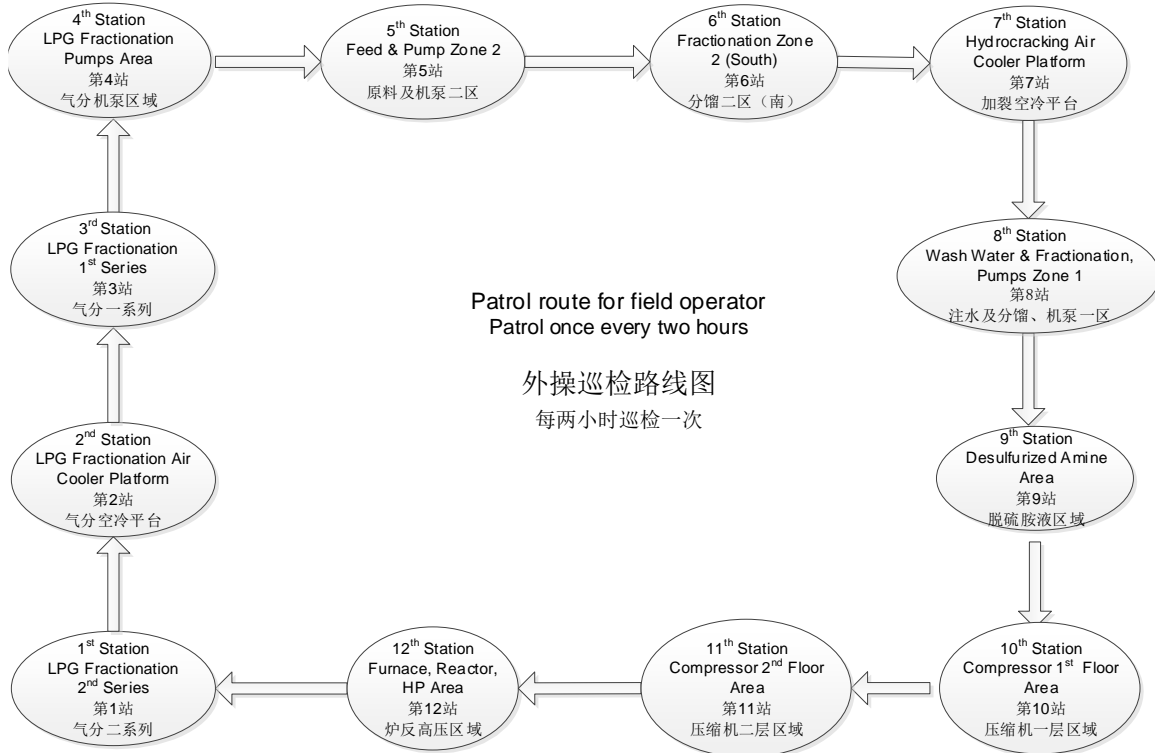 4th Station
LPG Fractionation
Pumps Area
第4站
气分机泵区域
5th Station
Feed & Pump Zone 2
第5站
原料及机泵二区
6th Station
Fractionation Zone
2 (South)
第6站
分馏二区（南）
7th Station
Hydrocracking Air
Cooler Platform
第7站
加裂空冷平台
3rd Station
LPG Fractionation
1st Series
第3站
气分一系列
8th Station
Wash Water & Fractionation,
Pumps Zone 1
第8站
注水及分馏、机泵一区
Patrol route for field operator
Patrol once every two hours
外操巡检路线图
每两小时巡检一次
2nd Station
LPG Fractionation Air
Cooler Platform
第2站
气分空冷平台
9th Station
Desulfurized Amine
Area
第9站
脱硫胺液区域
1st Station
LPG Fractionation
2nd Series
第1站
气分二系列
12th Station
Furnace, Reactor,
HP Area
第12站
炉反高压区域
11th Station
Compressor 2nd Floor
Area
第11站
压缩机二层区域
10th Station
Compressor 1st Floor
Area
第10站
压缩机一层区域